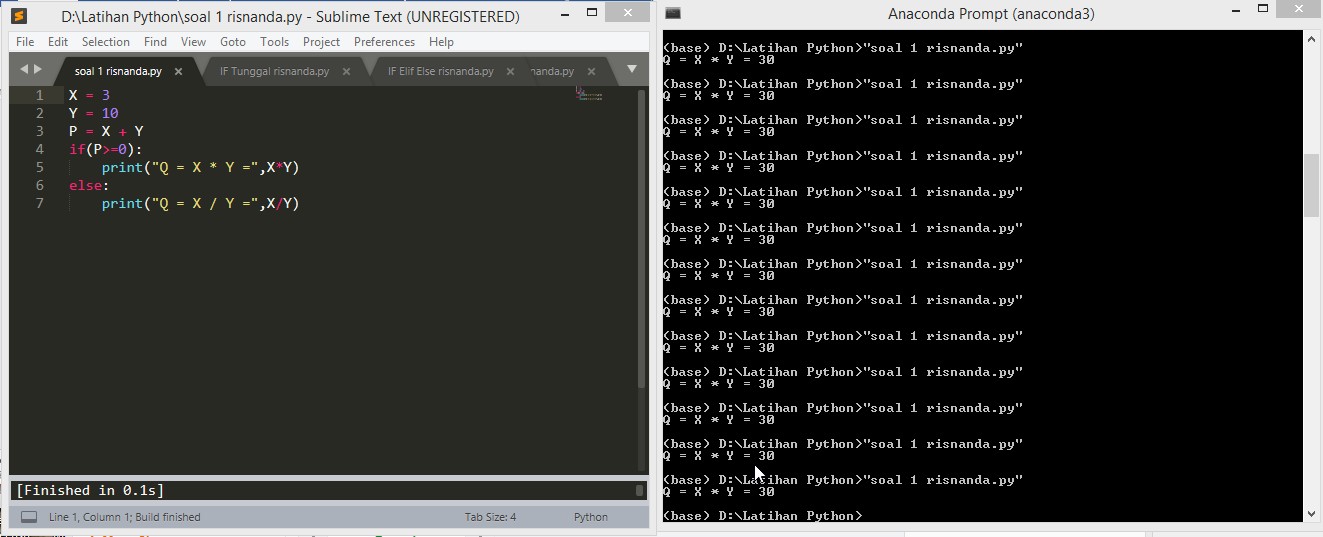 D:\Latihan Python\soal 1 risnanda.py - Sublime Text (UNREGISTERED)
File Edit Selection Find View Goto Tools Project Preferences Help
soal 1 risnanda.py IF Tunggal risnanda.py IF Elif Else risnanda.py nanda.py
1 X = 3
2 Y = 10
3 P = X + Y
4 if(P>=0):
5 print("Q = X * Y =",X*Y)
6 else:
7 print("Q = X / Y =",X/Y)
[Finished in 0.1s]
Line 1, Column 1; Build finished Tab Size: 4 Python
Anaconda Prompt (anaconda3)
(base) D:\Latihan Python>"soal 1 risnanda.py"
Q = X * Y = 30
(base) D:\Latihan Python>"soal 1 risnanda.py"
Q = X * Y = 30
(base) D:\Latihan Python>"soal 1 risnanda.py"
Q = X * Y = 30
(base) D:\Latihan Python>"soal 1 risnanda.py"
Q = X * Y = 30
(base) D:\Latihan Python>"soal 1 risnanda.py"
Q = X * Y = 30
(base) D:\Latihan Python>"soal 1 risnanda.py"
Q = X * Y = 30
(base) D:\Latihan Python>"soal 1 risnanda.py"
Q = X * Y = 30
(base) D:\Latihan Python>"soal 1 risnanda.py"
Q = X * Y = 30
(base) D:\Latihan Python>"soal 1 risnanda.py"
Q = X * Y = 30
(base) D:\Latihan Python>"soal 1 risnanda.py"
Q = X * Y = 30
(base) D:\Latihan Python>"soal 1 risnanda.py"
Q = X * Y = 30
(base) D:\Latihan Python>"soal 1 risnanda.py"
Q = X * Y = 30
(base) D:\Latihan Python>"soal 1 risnanda.py"
Q = X * Y = 30
(base) D:\Latihan Python>